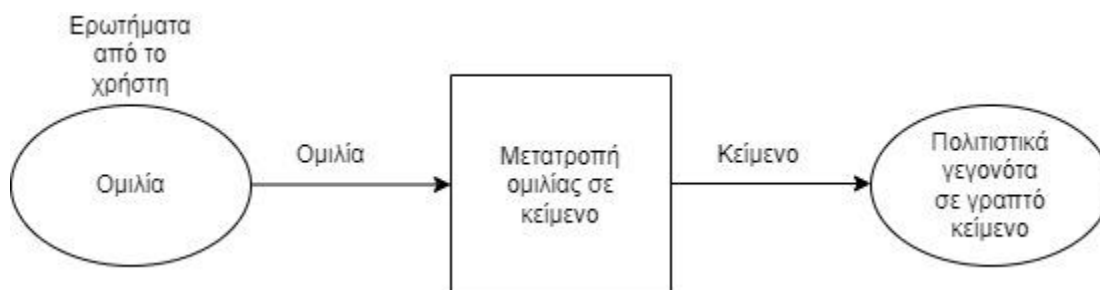 Ερωτήματα
από το
χρήστη
Ομιλία
Ομιλία
Μετατροπή
ομιλίας σε
κείμενο
Κείμενο
Πολιτιστικά
γεγονότα
σε γραπτό
κείμενο